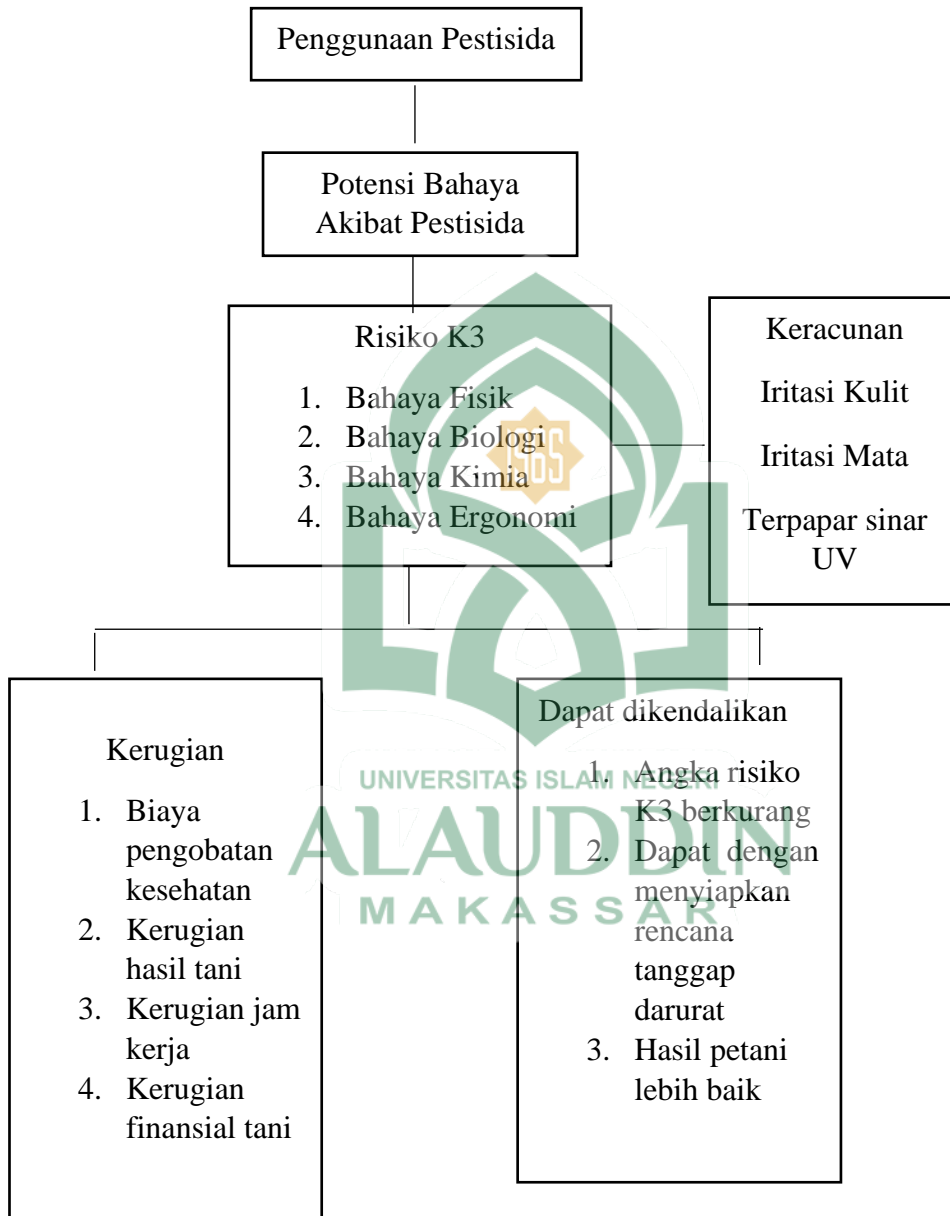 Penggunaan Pestisida
Potensi Bahaya
Akibat Pestisida
Risiko K3
1. Bahaya Fisik
2. Bahaya Biologi
3. Bahaya Kimia
4. Bahaya Ergonomi
Keracunan
Iritasi Kulit
Iritasi Mata
Terpapar sinar
UV
1965
Kerugian
1. Biaya
pengobatan
kesehatan
2. Kerugian
hasil tani
3. Kerugian jam
kerja
4. Kerugian
finansial tani
Dapat dikendalikan
1. Angka risiko
K3 berkurang
2. Dapat dengan
menyiapkan
rencana
tanggap
darurat
3. Hasil petani
lebih baik
UNIVERSITAS ISLAM NEGERI
ALAUDDIN
MAKASSAR